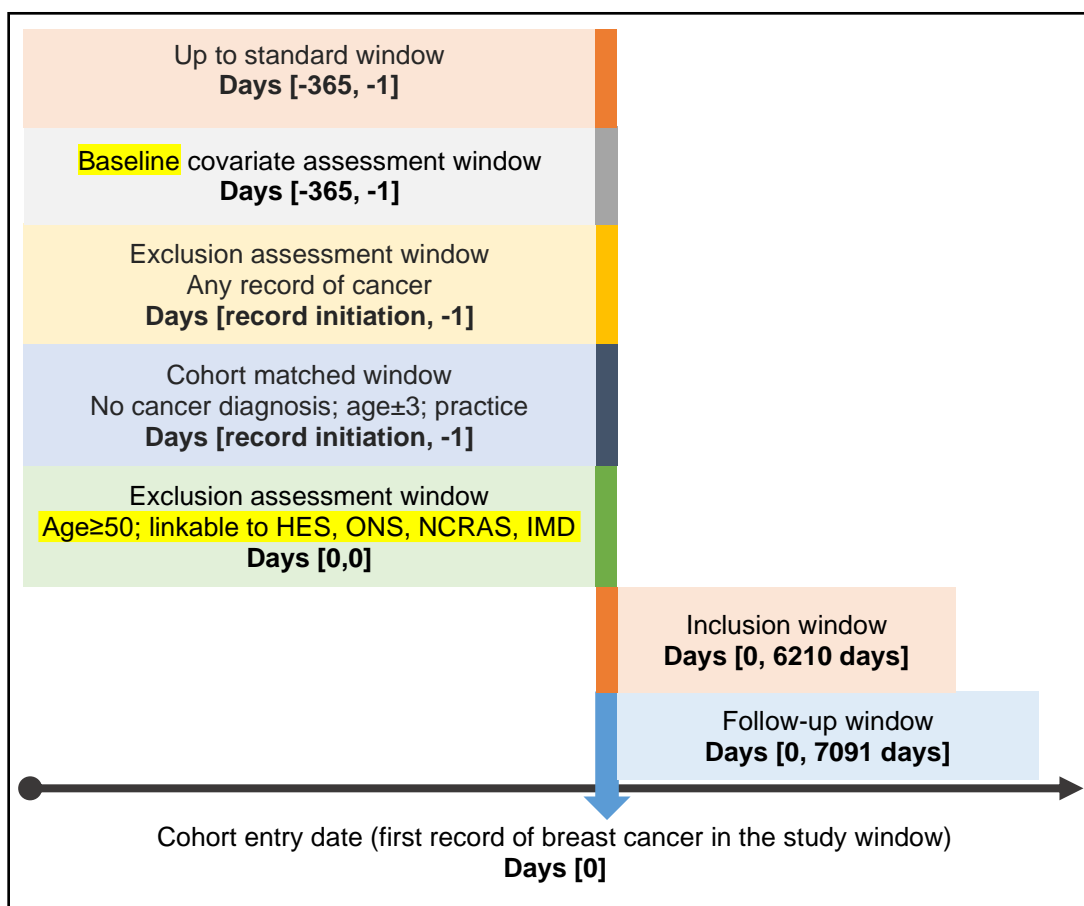 Up to standard window
Days [-365, -1]
Baseline covariate assessment window
Days [-365, -1]
Exclusion assessment window
Any record of cancer
Days [record initiation, -1]
Cohort matched window
No cancer diagnosis; age±3; practice
Days [record initiation, -1]
Exclusion assessment window
Age≥50; linkable to HES, ONS, NCRAS, IMD
Days [0,0]
Inclusion window
Days [0, 6210 days]
Follow-up window
Days [0, 7091 days]
Cohort entry date (first record of breast cancer in the study window)
Days [0]